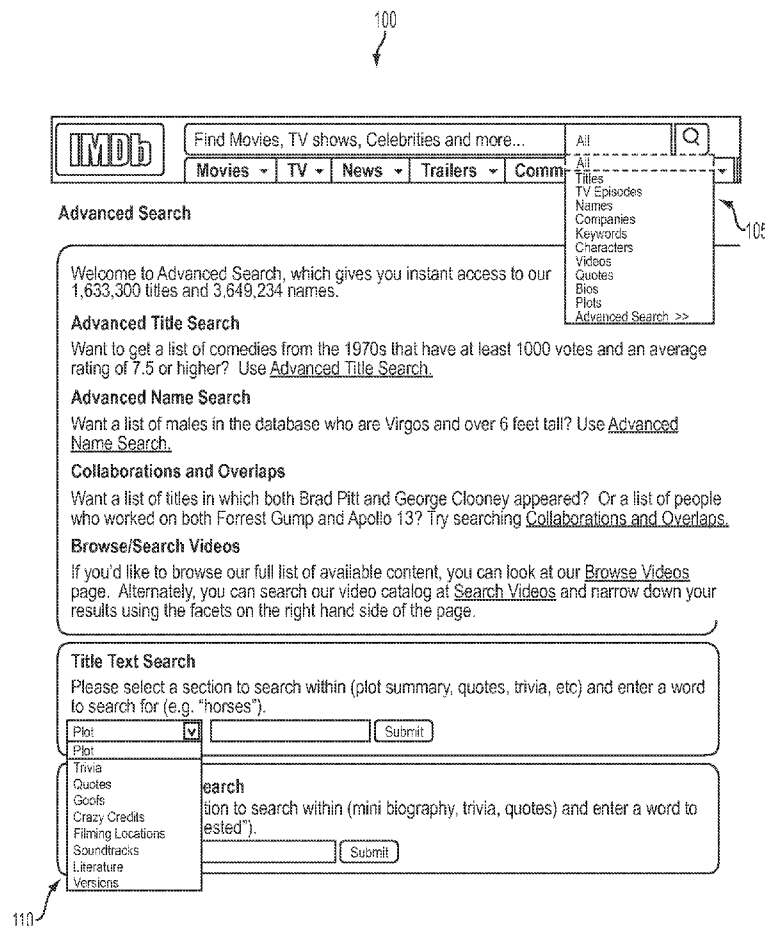 100
IMDb
Find Movies, TV shows, Celebrities and more...
All
Movies TV News Trailers Comm
All
Titles
TV Episodes
Names
Companies
Keywords
Characters
Videos
Quotes
Bios
Plots
Advanced Search >>
105
Advanced Search
Welcome to Advanced Search, which gives you instant access to our
1,633,300 titles and 3,649,234 names.
Advanced Title Search
Want to get a list of comedies from the 1970s that have at least 1000 votes and an average
rating of 7.5 or higher? Use Advanced Title Search.
Advanced Name Search
Want a list of males in the database who are Virgos and over 6 feet tall? Use Advanced
Name Search.
Collaborations and Overlaps
Want a list of titles in which both Brad Pitt and George Clooney appeared? Or a list of people
who worked on both Forrest Gump and Apollo 13? Try searching Collaborations and Overlaps.
Browse/Search Videos
If you'd like to browse our full list of available content, you can look at our Browse Videos
page. Alternately, you can search our video catalog at Search Videos and narrow down your
results using the facets on the right hand side of the page.
Title Text Search
Please select a section to search within (plot summary, quotes, trivia, etc) and enter a word
to search for (e.g. "horses").
Plot
Submit
Plot
Trivia
Quotes
Goofs
Crazy Credits
Filming Locations
Soundtracks
Literature
Versions
earch
tion to search within (mini biography, trivia, quotes) and enter a word to
ested").
Submit
110